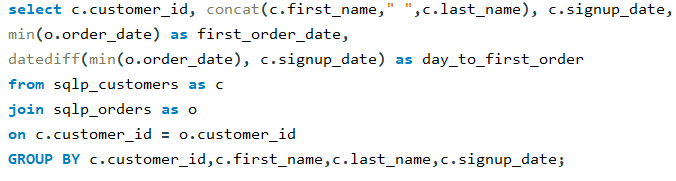 select c.customer_id, concat(c.first_name," ",c.last_name), c.signup_date,
min(o.order_date) as first_order_date,
datediff(min(o.order_date), c.signup_date) as day_to_first_order
from sqlp_customers as c
join sqlp_orders as o
on c.customer_id = o.customer_id
GROUP BY c.customer_id,c.first_name,c.last_name,c.signup_date;